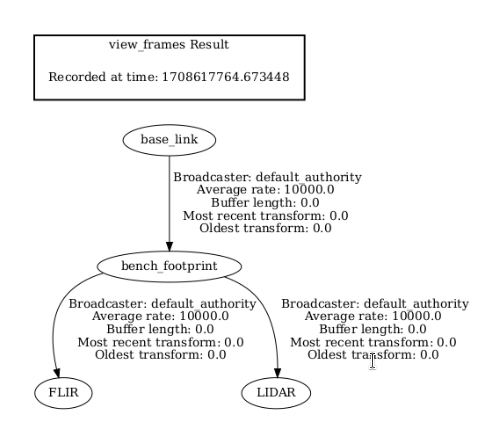 view_frames Result
Recorded at time: 1708617764.673448
base_link
Broadcaster: default_authority
Average rate: 10000.0
Buffer length: 0.0
Most recent transform: 0.0
Oldest transform: 0.0
bench_footprint
Broadcaster: default_authority
Average rate: 10000.0
Buffer length: 0.0
Most recent transform: 0.0
Oldest transform: 0.0
Broadcaster: default_authority
Average rate: 10000.0
Buffer length: 0.0
Most recent transform: 0.0
Oldest transform: 0.0
FLIR
LIDAR